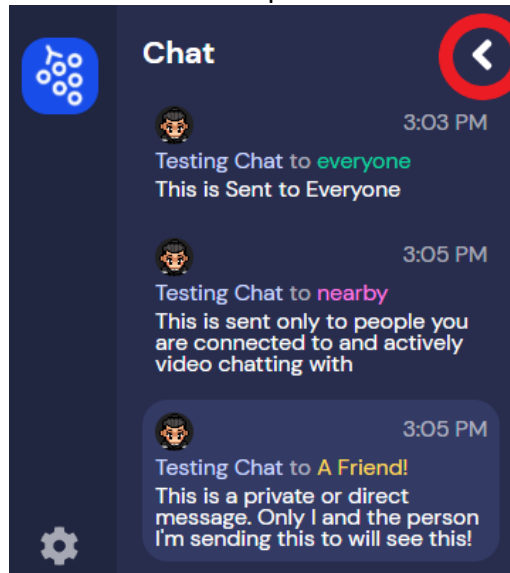 Chat
3:03 PM
Testing Chat to everyone
This is Sent to Everyone
3:05 PM
Testing Chat to nearby
This is sent only to people you
are connected to and actively
video chatting with
3:05 PM
Testing Chat to A Friend!
This is a private or direct
message. Only I and the person
I'm sending this to will see this!